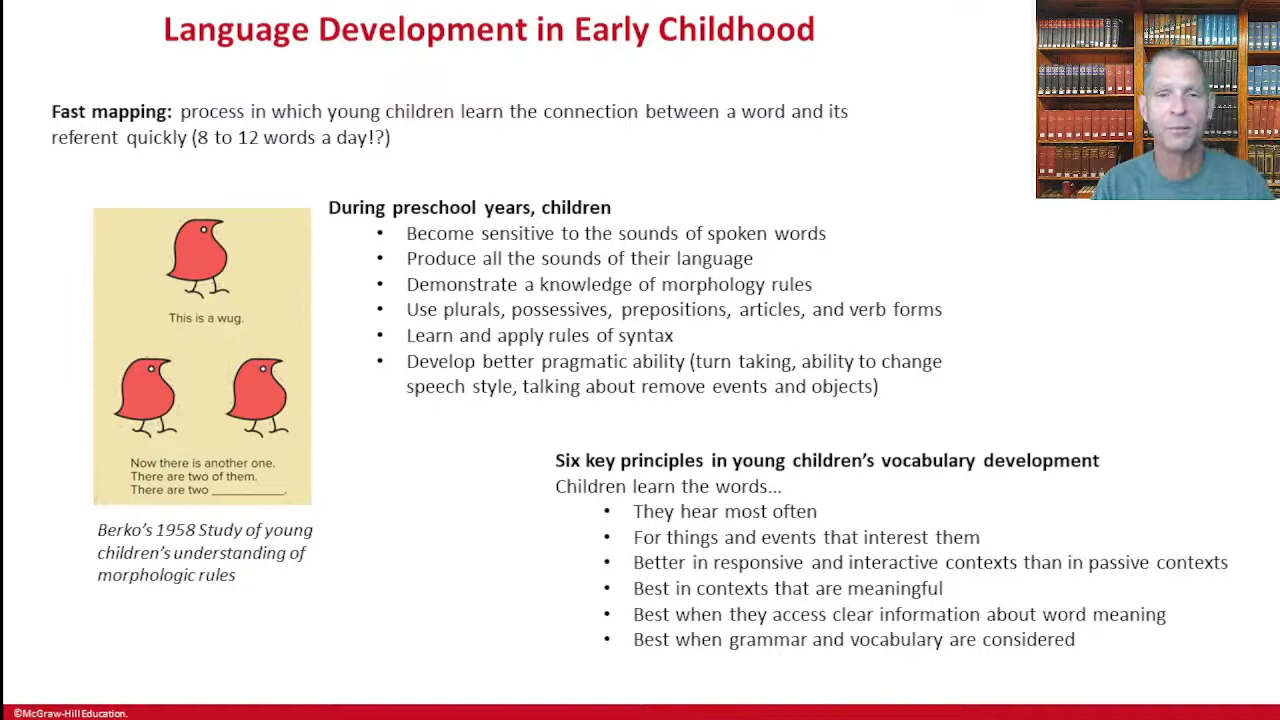 Language Development in Early Childhood
Fast mapping: process in which young children learn the connection between a word and its
referent quickly (8 to 12 words a day!?)
During preschool years, children
• Become sensitive to the sounds of spoken words
• Produce all the sounds of their language
• Demonstrate a knowledge of morphology rules
• Use plurals, possessives, prepositions, articles, and verb forms
• Learn and apply rules of syntax
• Develop better pragmatic ability (turn taking, ability to change
speech style, talking about remove events and objects)
This is a wug.
Now there is another one.
There are two of them.
There are two ____________.
Berko's 1958 Study of young
children's understanding of
morphologic rules
Six key principles in young children's vocabulary development
Children learn the words...
• They hear most often
• For things and events that interest them
• Better in responsive and interactive contexts than in passive contexts
• Best in contexts that are meaningful
• Best when they access clear information about word meaning
• Best when grammar and vocabulary are considered
©McGraw-Hill Education.